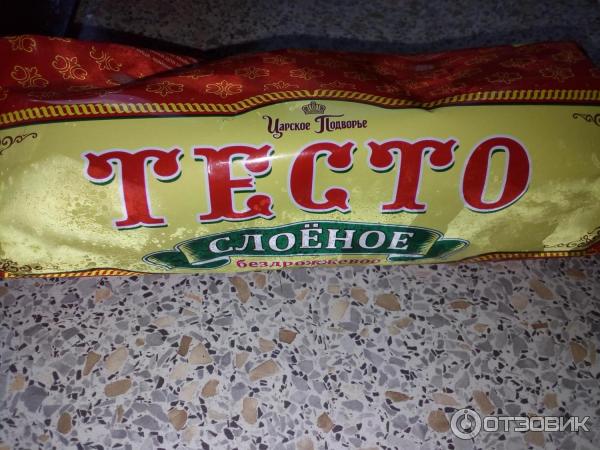 Царское Подворье
ТЕСТО
СЛОЁНОЕ
бездрожжевое
ОТЗОВИК